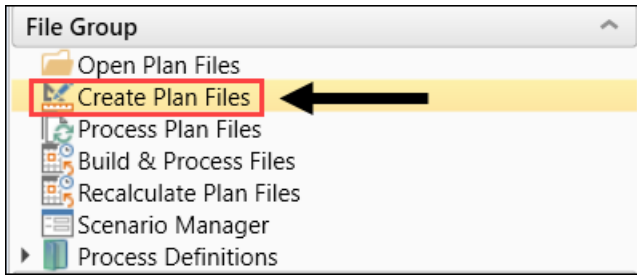 File Group
Open Plan Files
Create Plan Files
Process Plan Files
Build & Process Files
Recalculate Plan Files
Scenario Manager
Process Definitions